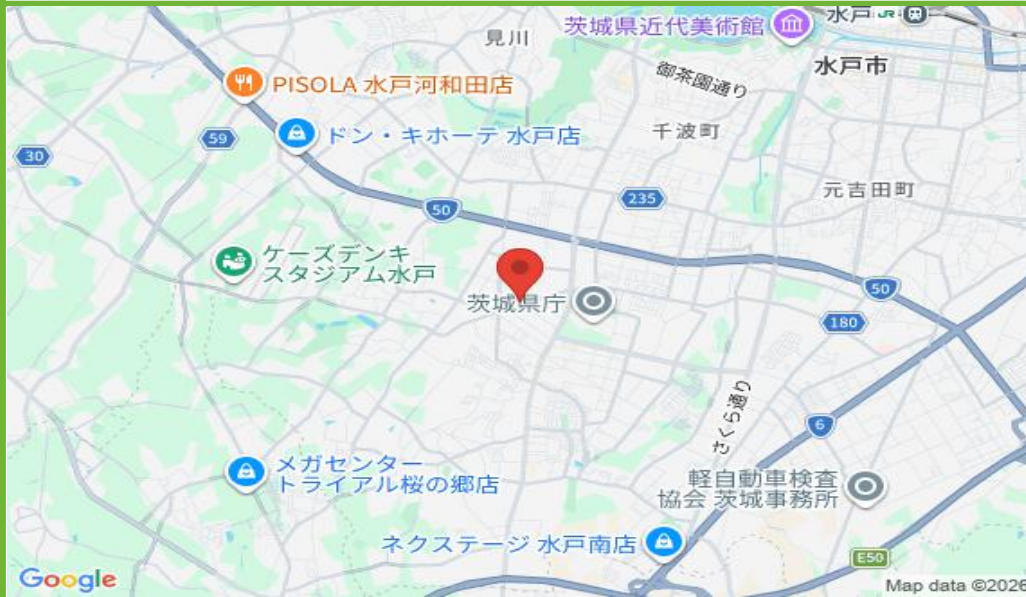 茨城県近代美術館
水戸 JR
見川
水戸市
御茶園通り
PISOLA 水戸河和田店
千波町
59
ドン・キホーテ 水戸店
30
元吉田町
235
50
ケーズデンキ
スタジアム水戸
50
茨城県庁
180
さくら通り
6
メガセンター
トライアル桜の郷店
軽自動車検査
協会 茨城事務所
ネクステージ 水戸南店
E50
Google
Map data ©2026